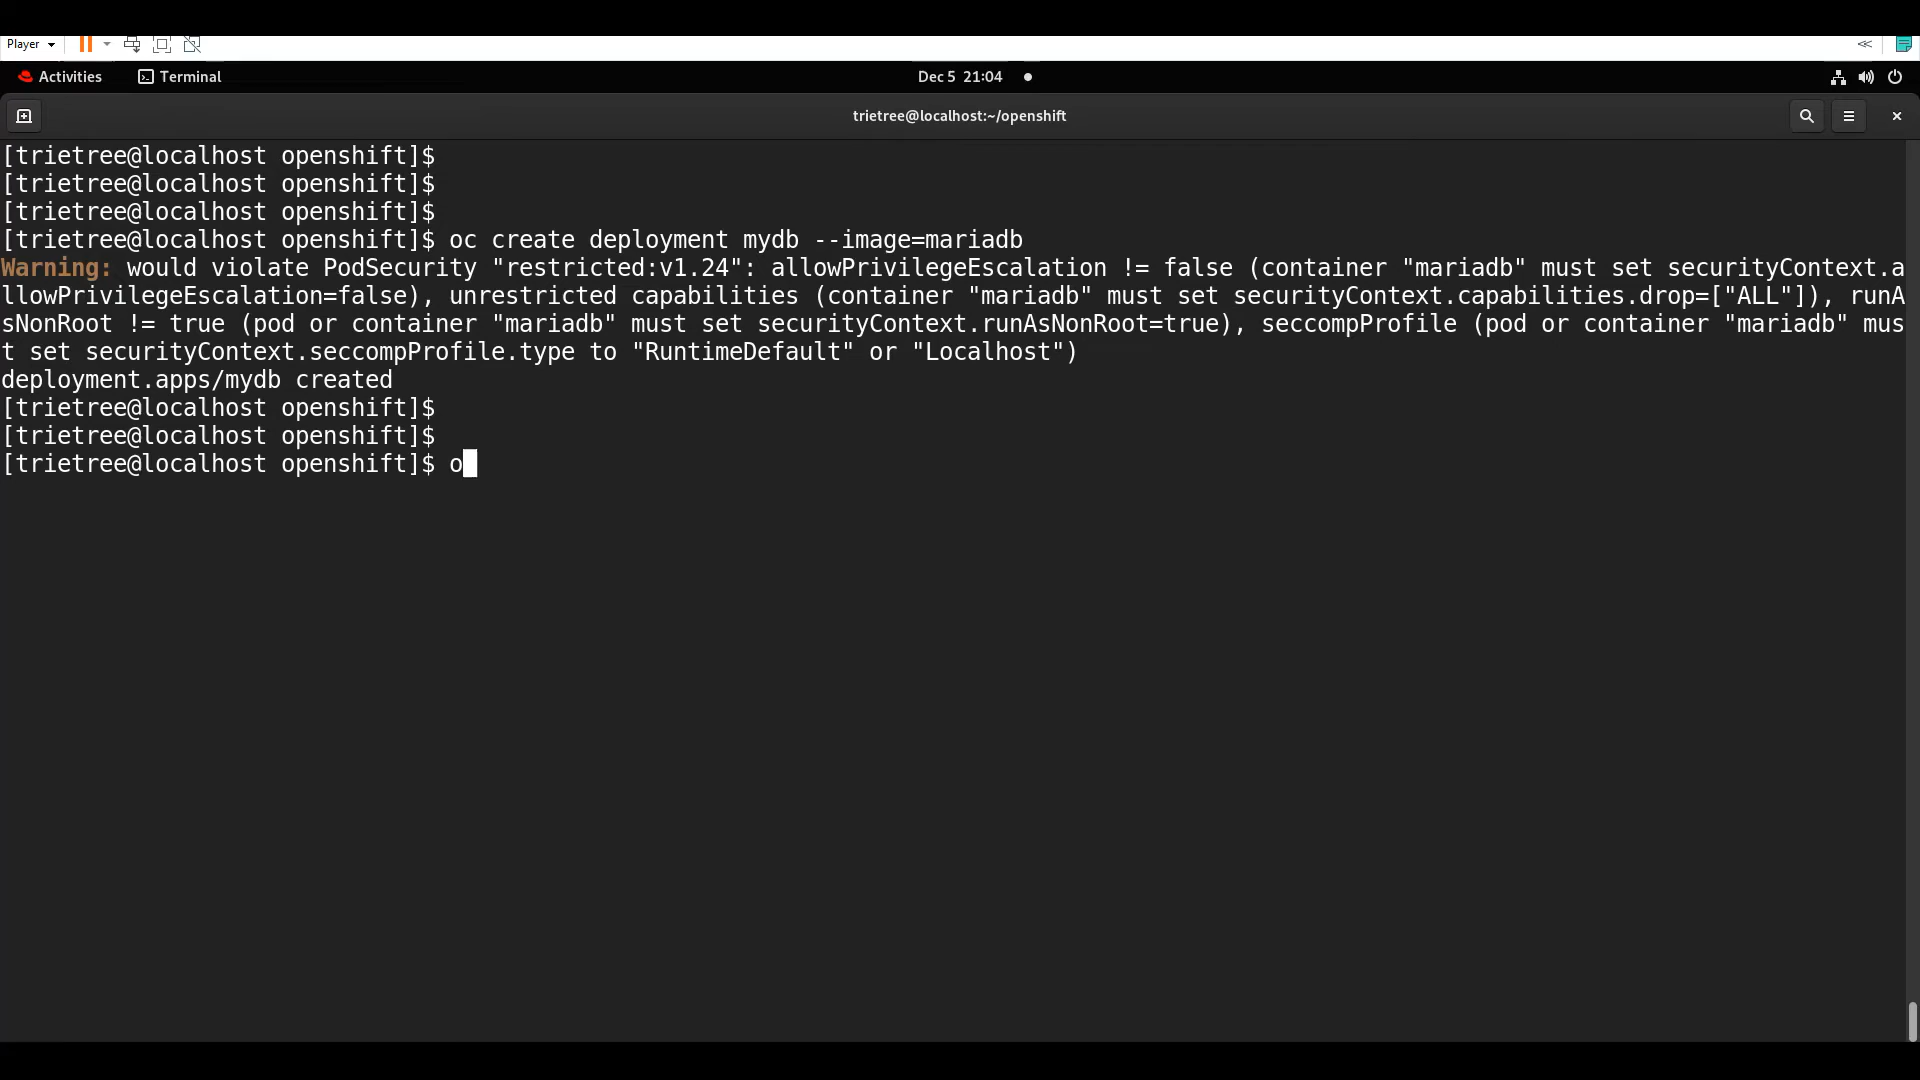 Player
Activities Terminal Dec 5 21:04
trietree@localhost:~/openshift
[trietree@localhost openshift]$
[trietree@localhost openshift]$
[trietree@localhost openshift]$
[trietree@localhost openshift]$ oc create deployment mydb --image=mariadb
Warning: would violate PodSecurity "restricted:v1.24": allowPrivilegeEscalation != false (container "mariadb" must set securityContext.a
llowPrivilegeEscalation=false), unrestricted capabilities (container "mariadb" must set securityContext.capabilities.drop=["ALL"]), runA
sNonRoot != true (pod or container "mariadb" must set securityContext.runAsNonRoot=true), seccompProfile (pod or container "mariadb" mus
t set securityContext.seccompProfile.type to "RuntimeDefault" or "Localhost")
deployment.apps/mydb created
[trietree@localhost openshift]$
[trietree@localhost openshift]$
[trietree@localhost openshift]$ o